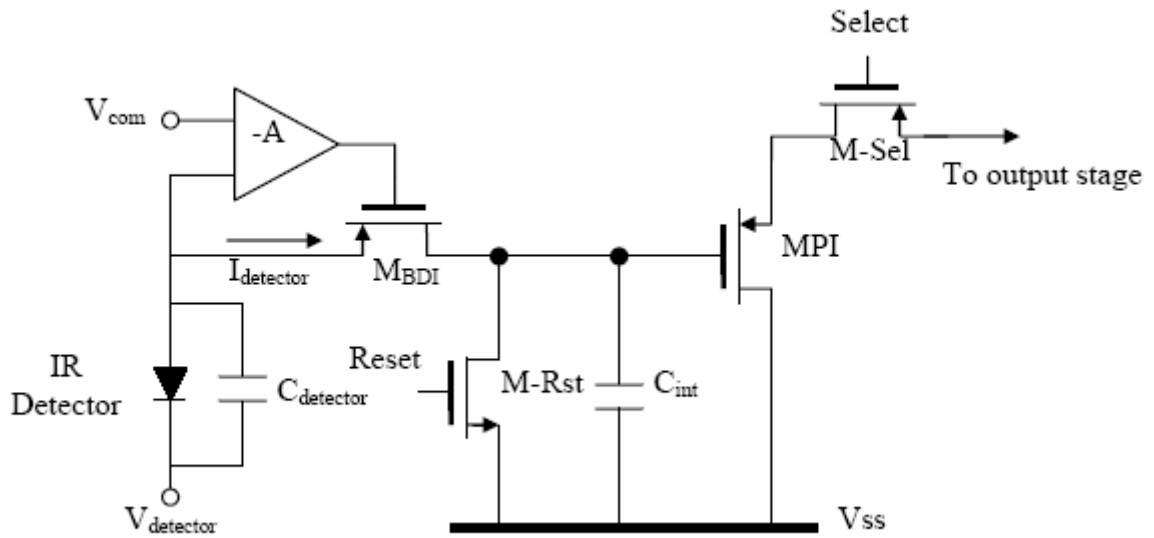 Select
Vcom
-A
M-Sel
To output stage
MPI
Idetector
MBDI
IR
Detector
Cdetector
Reset
M-Rst
Cint
Vdetector
Vss